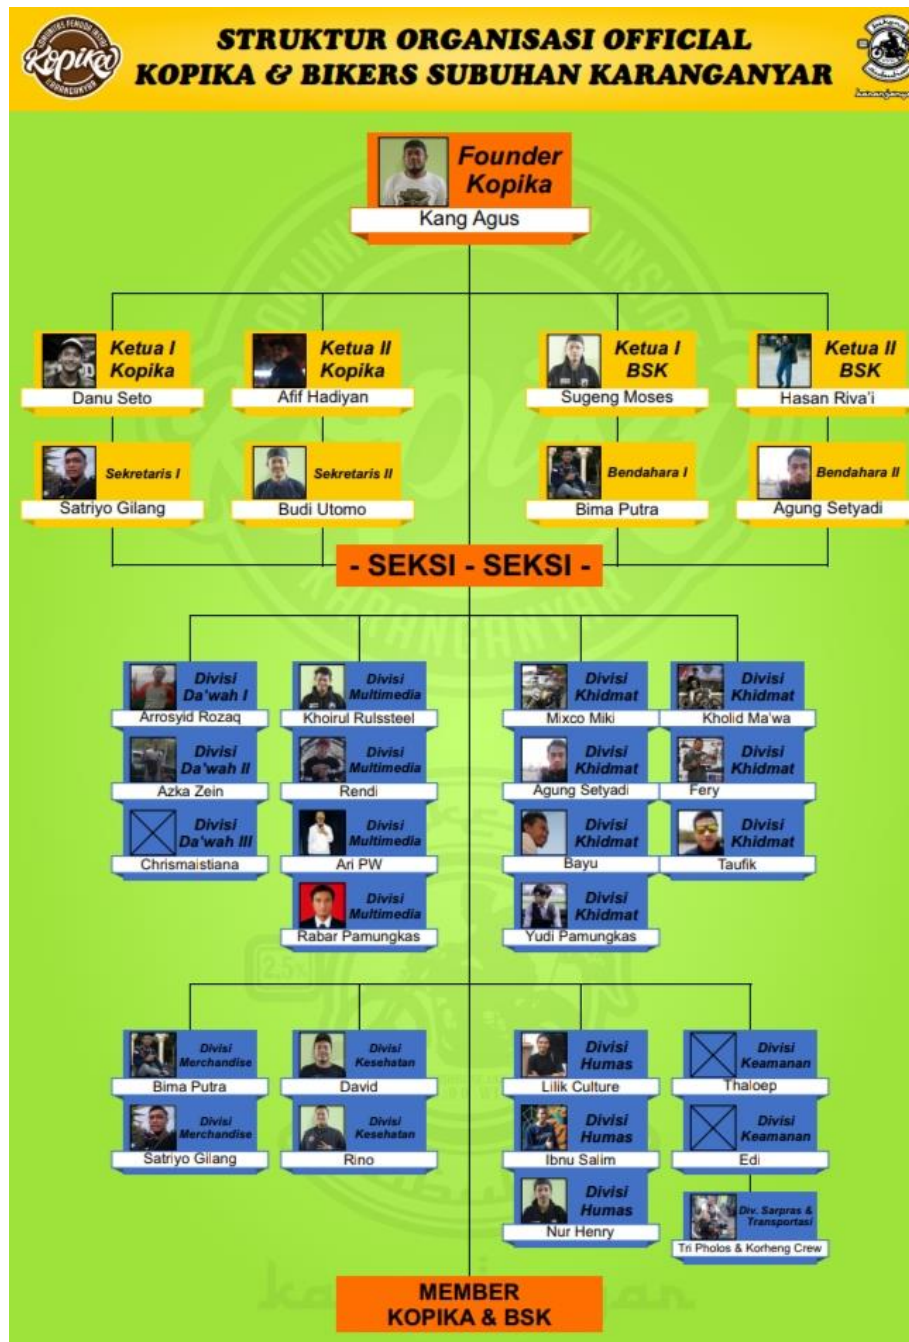 KOMUNITAS PEMUDA INSYAF
Kopika
KARANGANYAR
STRUKTUR ORGANISASI OFFICIAL
KOPIKA & BIKERS SUBUHAN KARANGANYAR
Founder
Kopika
Kang Agus
Ketua I
Kopika
Danu Seto
Ketua II
Kopika
Afif Hadiyan
Ketua I
BSK
Sugeng Moses
Ketua II
BSK
Hasan Riva'i
Sekretaris I
Satriyo Gilang
Sekretaris II
Budi Utomo
Bendahara I
Bima Putra
Bendahara II
Agung Setyadi
- SEKSI - SEKSI -
Divisi
Da'wah I
Arrosyid Rozaq
Divisi
Multimedia
Khoirul Rulssteel
Divisi
Khidmat
Mixco Miki
Divisi
Khidmat
Kholid Ma'wa
Divisi
Da'wah II
Azka Zein
Divisi
Multimedia
Rendi
Divisi
Khidmat
Agung Setyadi
Divisi
Khidmat
Fery
Divisi
Da'wah III
Chrismaistiana
Divisi
Multimedia
Ari PW
Divisi
Khidmat
Bayu
Divisi
Khidmat
Taufik
Divisi
Multimedia
Rabar Pamungkas
Divisi
Khidmat
Yudi Pamungkas
Divisi
Merchandise
Bima Putra
Divisi
Kesehatan
David
Divisi
Humas
Lilik Culture
Divisi
Keamanan
Thaloep
Divisi
Merchandise
Satriyo Gilang
Divisi
Kesehatan
Rino
Divisi
Humas
Ibnu Salim
Divisi
Keamanan
Edi
Divisi
Humas
Nur Henry
Div. Sarpras &
Transportasi
Tri Pholos & Korheng Crew
MEMBER
KOPIKA & BSK